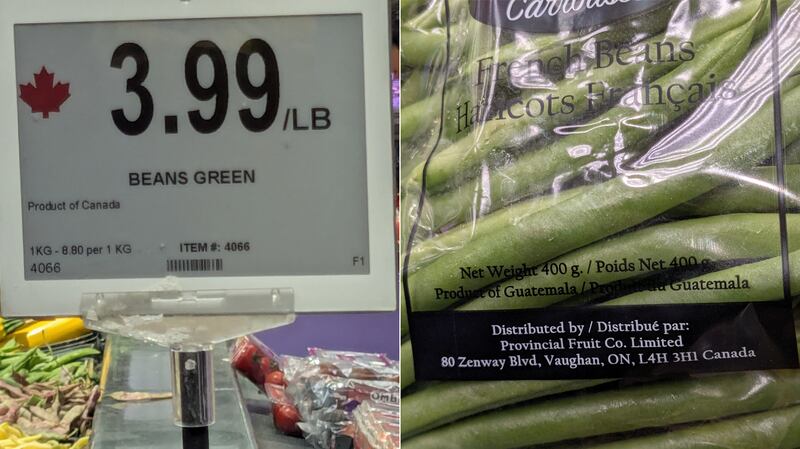 3.99/LB
BEANS GREEN
Product of Canada
1KG - 8.80 per 1 KG ITEM #: 4066
4066 F1
French Beans
Haricots Français
Net Weight 400 g. / Poids Net 400 g.
Product of Guatemala / Produit du Guatemala
Distributed by / Distribué par:
Provincial Fruit Co. Limited
80 Zenway Blvd, Vaughan, ON, L4H 3H1 Canada